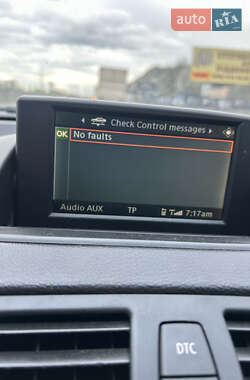 auto RIA
Check Control messages
OK No faults
Audio AUX TP 7:17am
DTC